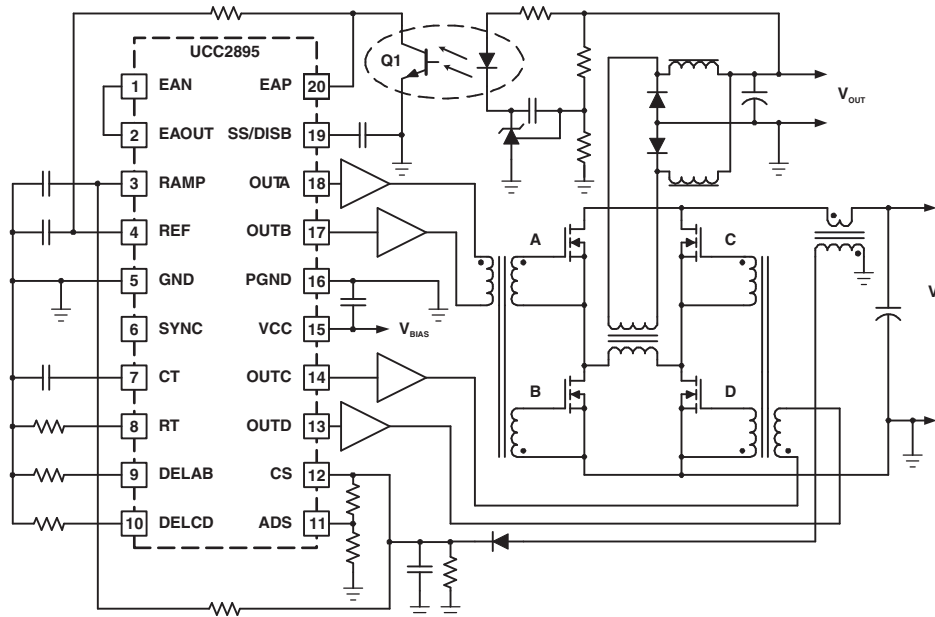 UCC2895
Q1
1 EAN EAP 20
2 EAOUT SS/DISB 19
3 RAMP OUTA 18
4 REF OUTB 17
5 GND PGND 16
6 SYNC VCC 15
7 CT OUTC 14
8 RT OUTD 13
9 DELAB CS 12
10 DELCD ADS 11
VBIAS
VOUT
A
C
B
D
V